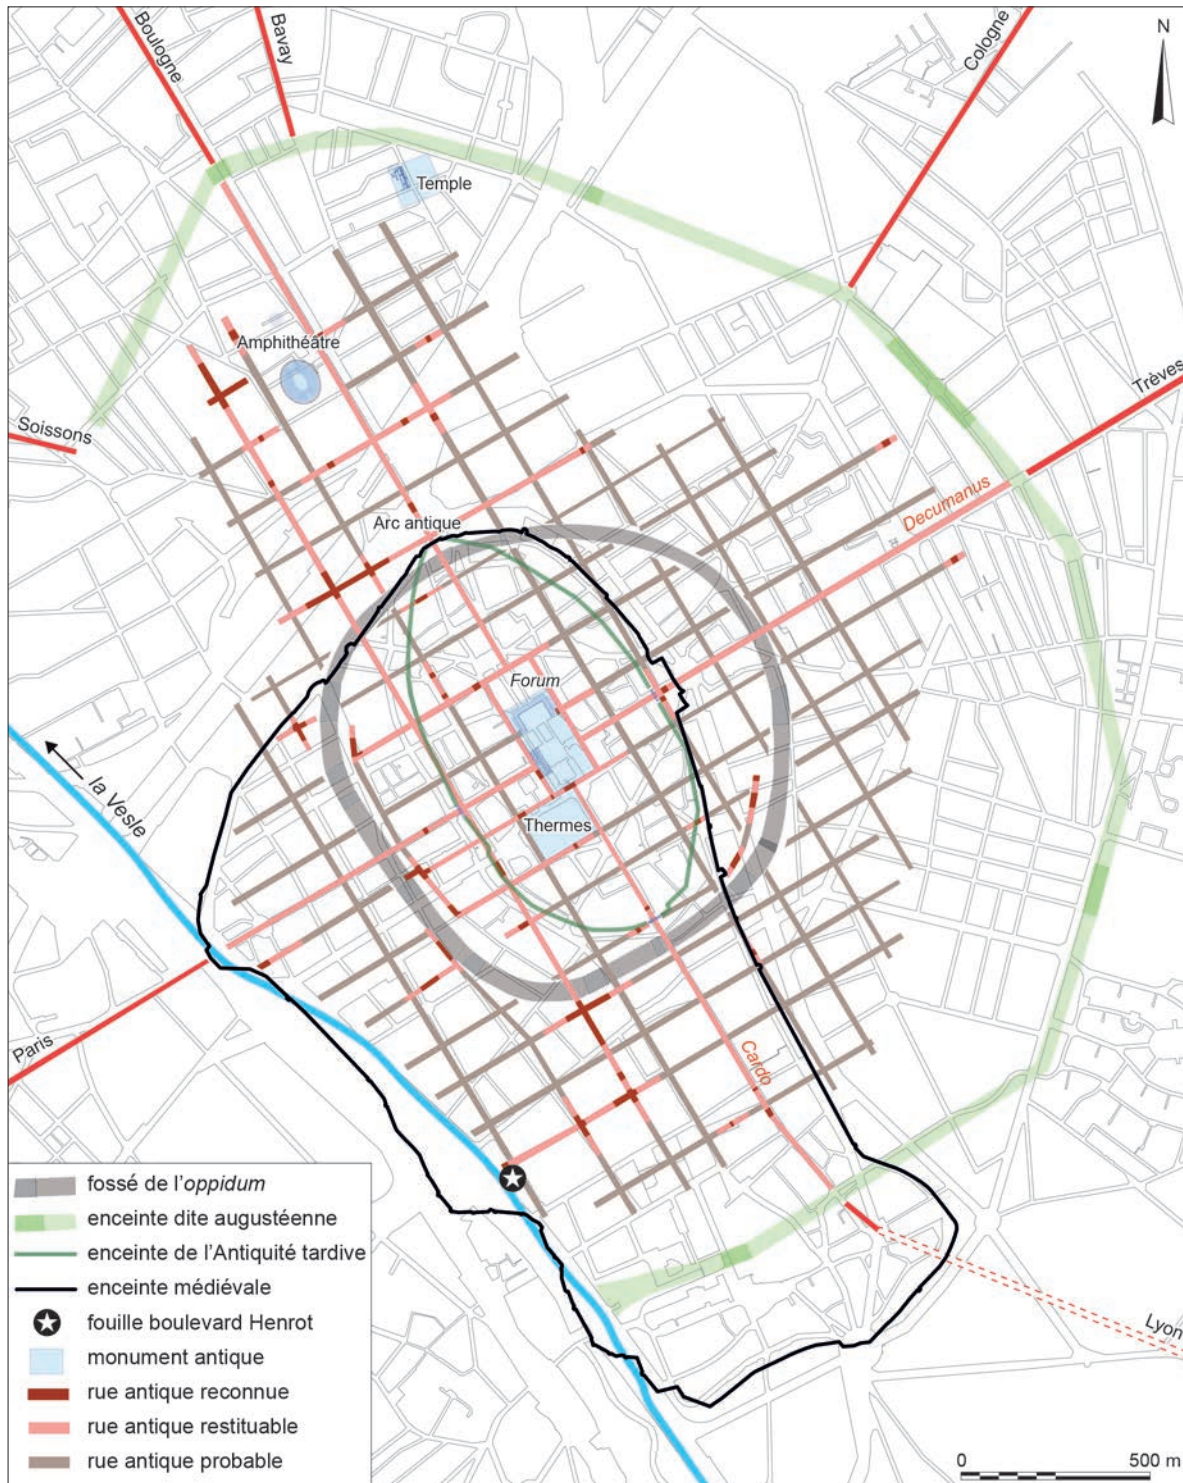 Boulogne
Bavay
Cologne
N
Temple
Amphithéâtre
Trèves
Soissons
Decumanus
Arc antique
Forum
la Vesle
Thermes
Paris
Cardo
Lyon
fossé de l'oppidum
enceinte dite augustéenne
enceinte de l'Antiquité tardive
enceinte médiévale
fouille boulevard Henrot
monument antique
rue antique reconnue
rue antique restituable
rue antique probable
0 500 m